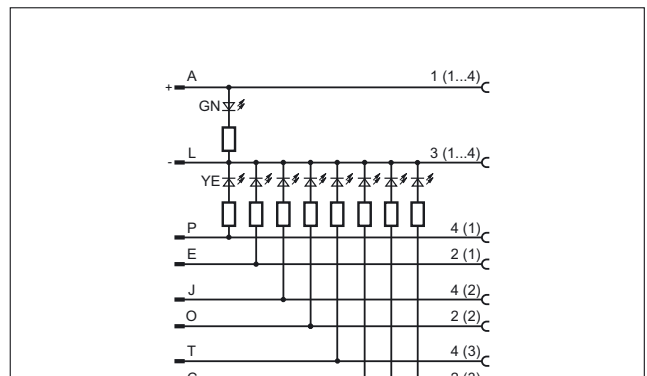 A 1 (1...4)
+
GN
L 3 (1...4)
-
YE
P 4 (1)
E 2 (1)
J 4 (2)
O 2 (2)
T 4 (3)